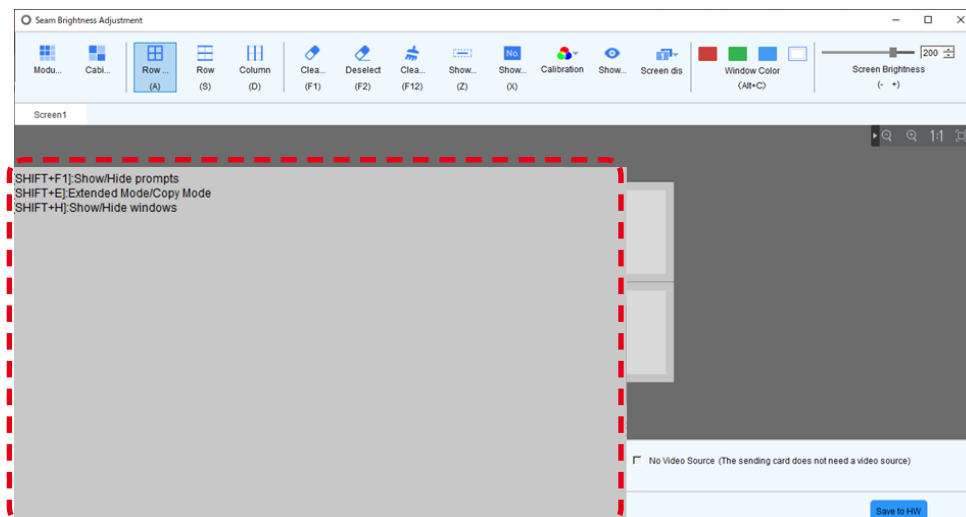 Seam Brightness Adjustment
Modu... Cabi... Row ... Row Column Clea... Deselect Clea... Show... Show... Calibration Show... Screen dis Window Color Screen Brightness
No.
200
(A) (S) (D) (F1) (F2) (F12) (Z) (X) (Alt+C) (- +)
Screen1
1:1
[SHIFT+F1]:Show/Hide prompts
[SHIFT+E]:Extended Mode/Copy Mode
[SHIFT+H]:Show/Hide windows
No Video Source (The sending card does not need a video source)
Save to HW